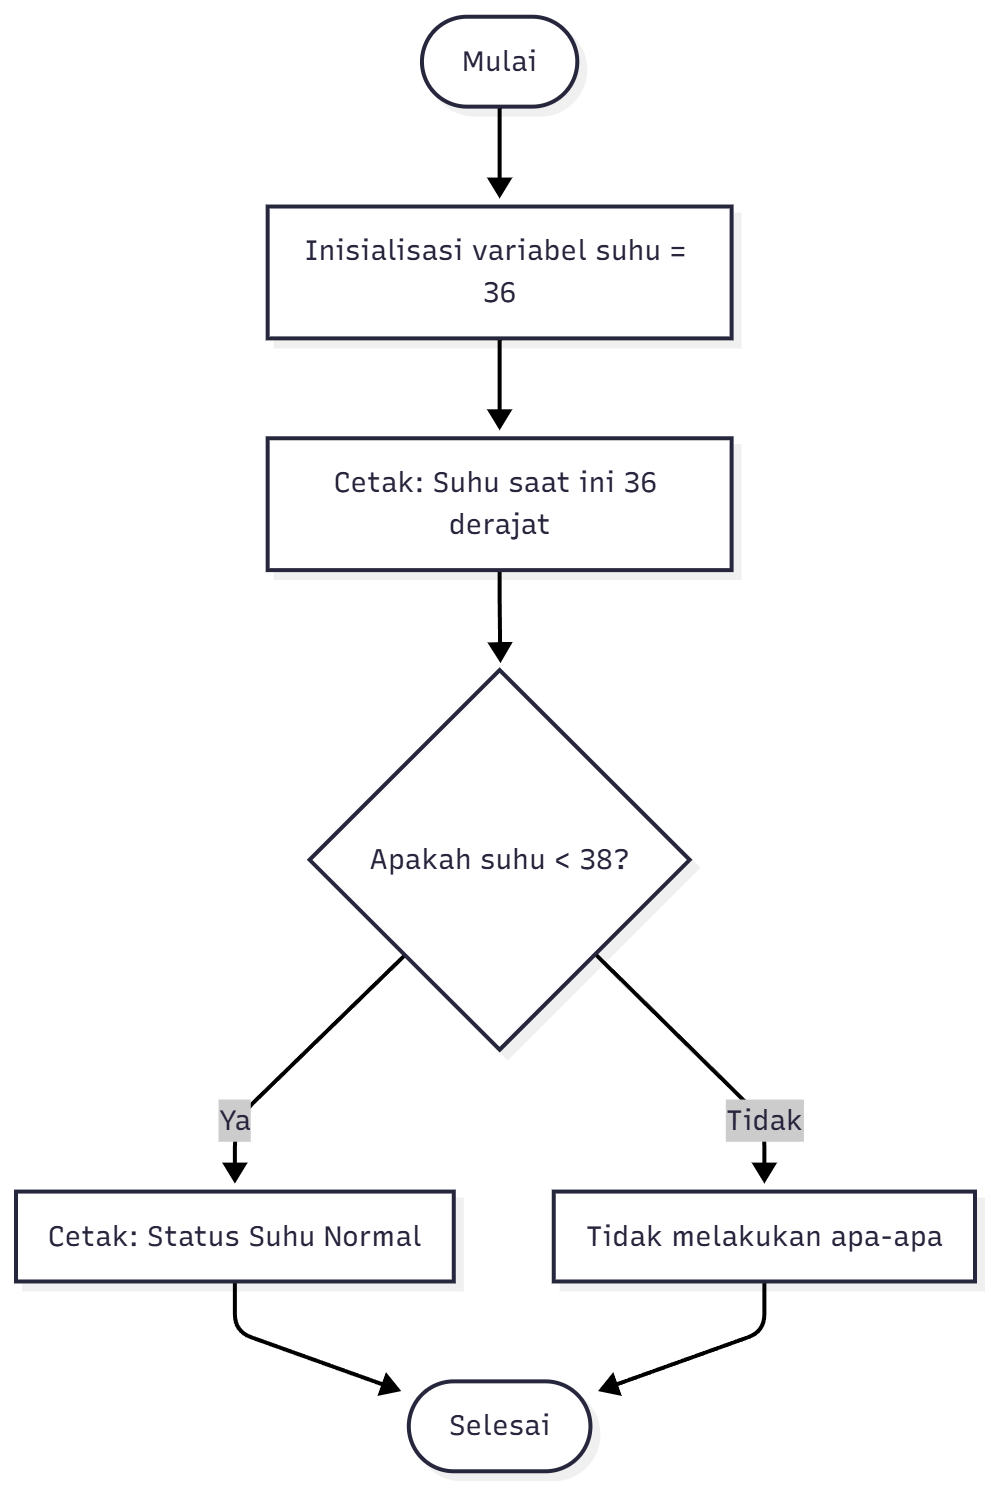 Mulai
Inisialisasi variabel suhu =
36
Cetak: Suhu saat ini 36
derajat
Apakah suhu < 38?
Ya
Tidak
Cetak: Status Suhu Normal
Tidak melakukan apa-apa
Selesai